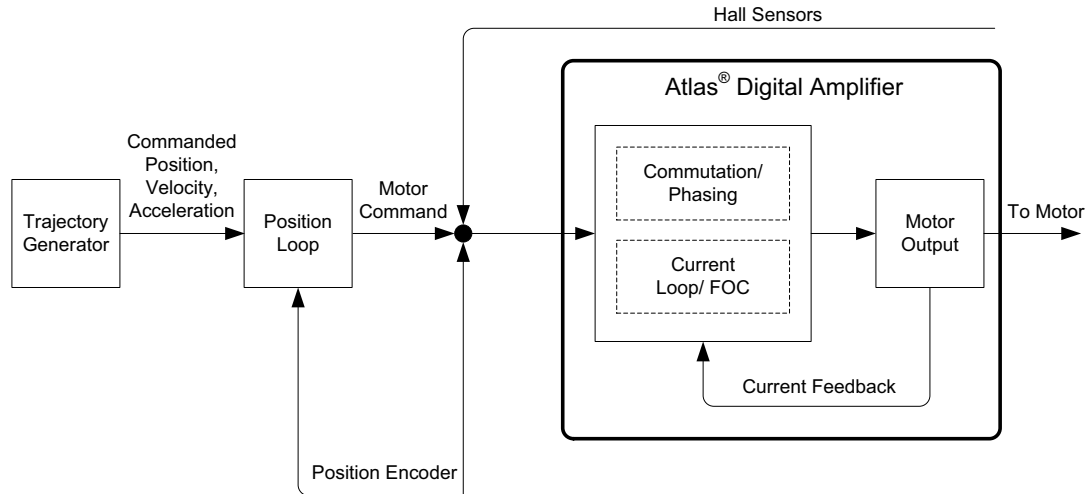 Hall Sensors
Atlas® Digital Amplifier
Commanded
Position,
Velocity,
Acceleration
Trajectory
Generator
Position
Loop
Motor
Command
Commutation/
Phasing
Current
Loop/ FOC
Motor
Output
To Motor
Current Feedback
Position Encoder